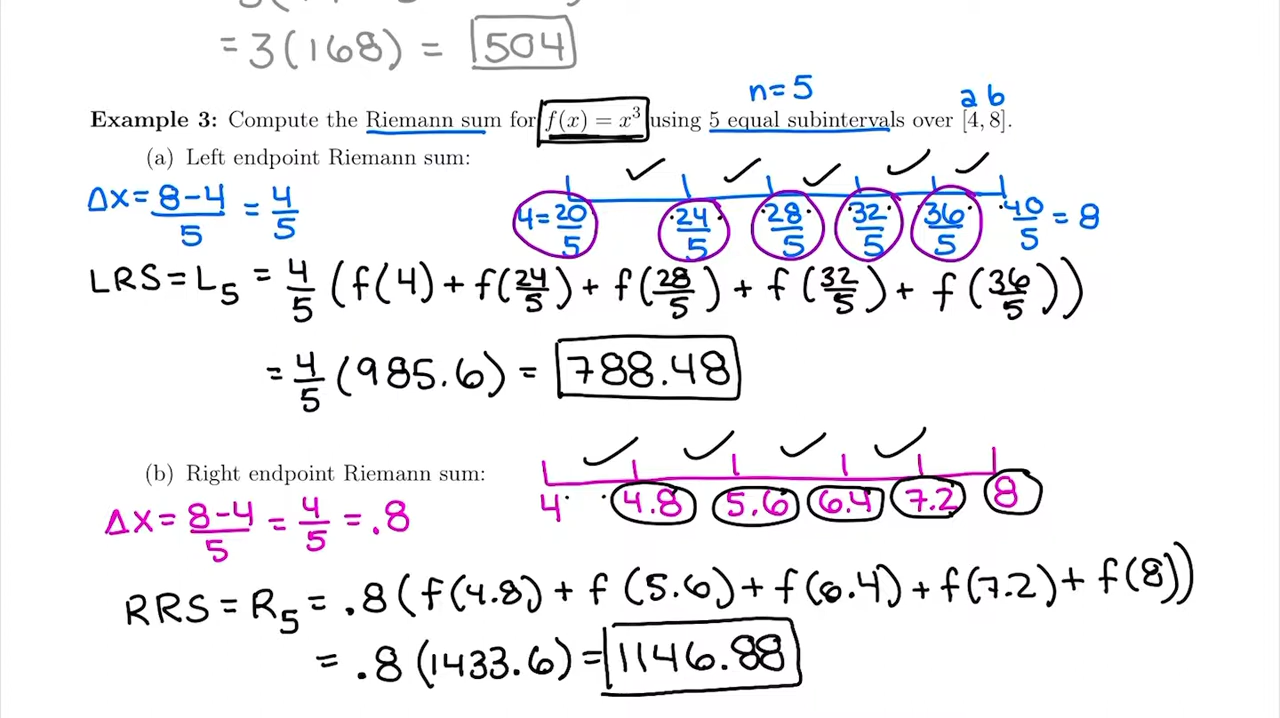 = 3(168) = 504
n=5
a b
Example 3: Compute the Riemann sum for f(x) = x³ using 5 equal subintervals over [4, 8].
(a) Left endpoint Riemann sum:
Δx = 8-4/5 = 4/5
4=20/5 24/5 28/5 32/5 36/5 40/5 = 8
LRS = L₅ = 4/5 (f(4) + f(24/5) + f(28/5) + f(32/5) + f(36/5))
= 4/5 (985.6) = 788.48
(b) Right endpoint Riemann sum:
4 4.8 5.6 6.4 7.2 8
Δx = 8-4/5 = 4/5 = .8
RRS = R₅ = .8(f(4.8) + f(5.6) + f(6.4) + f(7.2) + f(8))
= .8(1433.6) = 1146.88